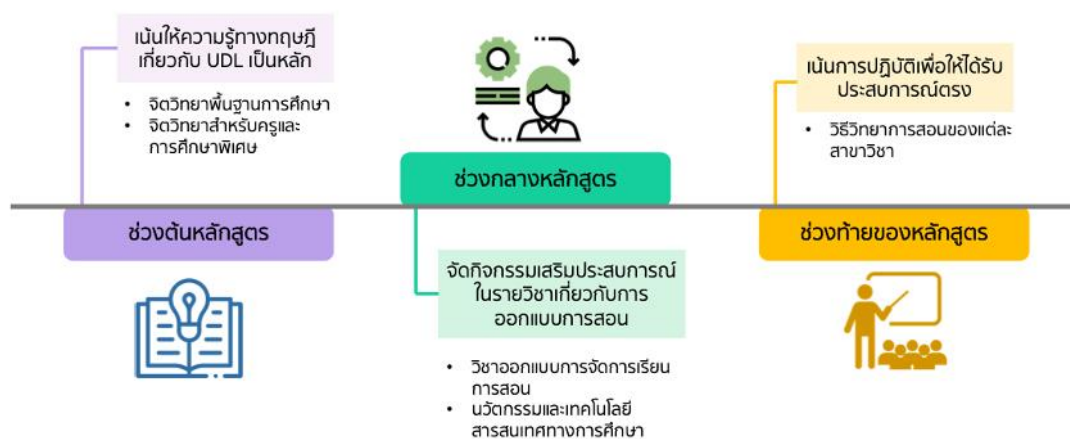 เน้นให้ความรู้ทางทฤษฎี
เกี่ยวกับ UDL เป็นหลัก
• จิตวิทยาพื้นฐานการศึกษา
• จิตวิทยาสำหรับครูและ
การศึกษาพิเศษ
ช่วงต้นหลักสูตร
ช่วงกลางหลักสูตร
จัดกิจกรรมเสริมประสบการณ์
ในรายวิชาเกี่ยวกับการ
ออกแบบการสอน
• วิชาออกแบบการจัดการเรียน
การสอน
• นวัตกรรมและเทคโนโลยี
สารสนเทศทางการศึกษา
เน้นการปฏิบัติเพื่อให้ได้รับ
ประสบการณ์ตรง
• วิธีวิทยาการสอนของแต่ละ
สาขาวิชา
ช่วงท้ายของหลักสูตร